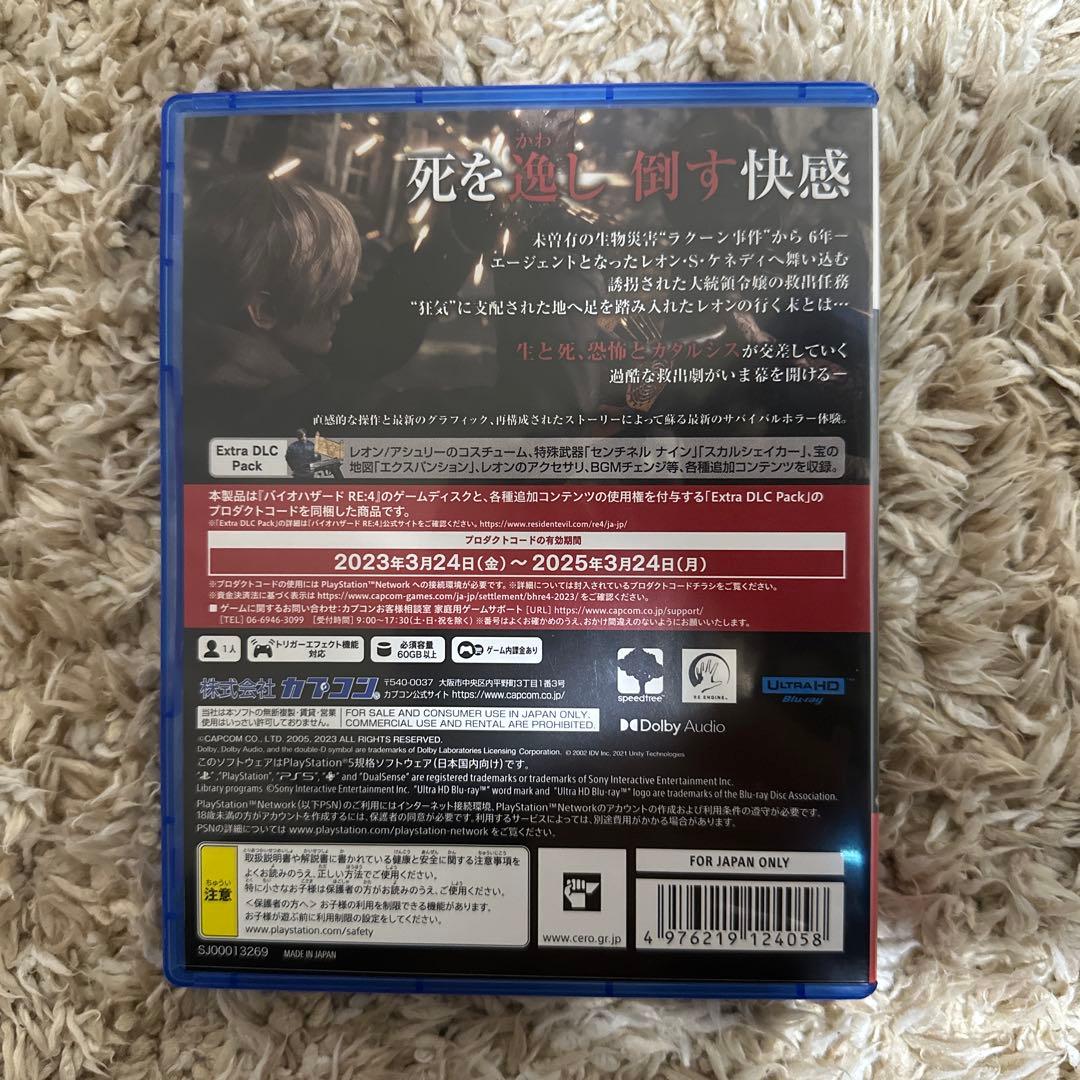 かわ
死を逸し 倒す快感
未曽有の生物災害“ラクーン事件”から 6年ー
エージェントとなったレオン・S・ケネディへ舞い込む
誘拐された大統領令嬢の救出任務
“狂気”に支配された地へ足を踏み入れたレオンの行く末とは…
生と死、恐怖とカタルシスが交差していく
過酷な救出劇がいま幕を開けるー
直感的な操作と最新のグラフィック、再構成されたストーリーによって蘇る最新のサバイバルホラー体験。
Extra DLC Pack
レオン/アシュリーのコスチューム、特殊武器「センチネル ナイン」「スカルシェイカー」、宝の
地図「エクスパンション」、レオンのアクセサリ、BGMチェンジ等、各種追加コンテンツを収録。
本製品は『バイオハザード RE:4』のゲームディスクと、各種追加コンテンツの使用権を付与する「Extra DLC Pack」の
プロダクトコードを同梱した商品です。
※「Extra DLC Pack」の詳細は『バイオハザード RE:4』公式サイトをご確認ください。https://www.residentevil.com/re4/ja-jp/
プロダクトコードの有効期間
2023年3月24日(金)〜2025年3月24日(月)
※プロダクトコードの使用には PlayStation™Network への接続環境が必要です。※詳細については封入されているプロダクトコードチラシをご覧ください。
※資金決済法に基づく表示は https://www.capcom-games.com/ja-jp/settlement/bhre4-2023/ をご確認ください。
■ ゲームに関するお問い合わせ:カプコンお客様相談室 家庭用ゲームサポート [URL] https://www.capcom.co.jp/support/
[TEL] 06-6946-3099 [受付時間] 9:00〜17:30(土・日・祝を除く) ※番号はよくお確かめのうえ、おかけ間違えのないようにお願いいたします。
1人
トリガーエフェクト機能
対応
必須容量
60GB以上
ゲーム内課金あり
株式会社 カプコン
〒540-0037 大阪市中央区内平野町3丁目1番3号
カプコン公式サイト https://www.capcom.co.jp/
speedtree
RE ENGINE
ULTRA HD
Blu-ray
当社は本ソフトの無断複製・賃貸・営業
使用はいっさい許可しておりません。
FOR SALE AND CONSUMER USE IN JAPAN ONLY.
COMMERCIAL USE AND RENTAL ARE PROHIBITED.
Dolby Audio
©CAPCOM CO., LTD. 2005, 2023 ALL RIGHTS RESERVED.
Dolby, Dolby Audio, and the double-D symbol are trademarks of Dolby Laboratories Licensing Corporation. © 2002 IDV Inc, 2021 Unity Technologies
このソフトウェアはPlayStation®5規格ソフトウェア(日本国内向け)です。
"PlayStation", "PS5", and "DualSense" are registered trademarks or trademarks of Sony Interactive Entertainment Inc.
Library programs ©Sony Interactive Entertainment Inc. "Ultra HD Blu-ray™" word mark and "Ultra HD Blu-ray™" logo are trademarks of the Blu-ray Disc Association.
PlayStation™Network (以下PSN)のご利用にはインターネット接続環境、PlayStation™Networkのアカウントの作成および利用条件の遵守が必要です。
18歳未満の方がアカウントを作成するには、保護者の同意が必要です。利用するサービスによっては、別途費用がかかる場合があります。
PSNの詳細については www.playstation.com/playstation-network をご覧ください。
ちゅうい
注意
取扱説明書や解説書に書かれている健康と安全に関する注意事項を
よくお読みのうえ、正しい方法でご使用ください。
特に小さなお子様は保護者の方がお読みのうえ、ご使用ください。
<保護者の方へ> お子様の利用を制限できる機能があります。
お子様が遊ぶ前に利用制限の設定をしてください。
www.playstation.com/safety
www.cero.gr.jp
FOR JAPAN ONLY
4 976219 124058
SJ00013269
MADE IN JAPAN